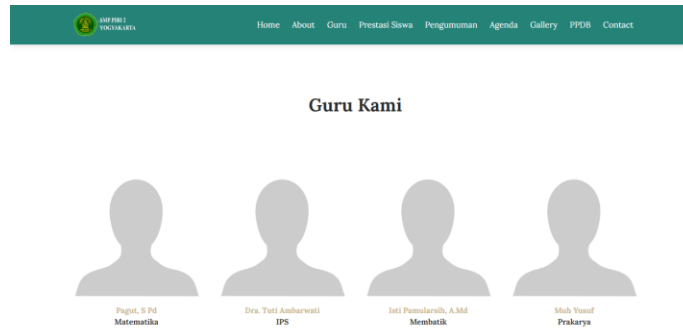 SMP PIRI 2
YOGYAKARTA
Home About Guru Prestasi Siswa Pengumuman Agenda Gallery PPDB Contact
Guru Kami
Pagut, S Pd
Matematika
Dra. Tuti Ambarwati
IPS
Isti Pamularsih, A.Md
Membatik
Muh Yusuf
Prakarya